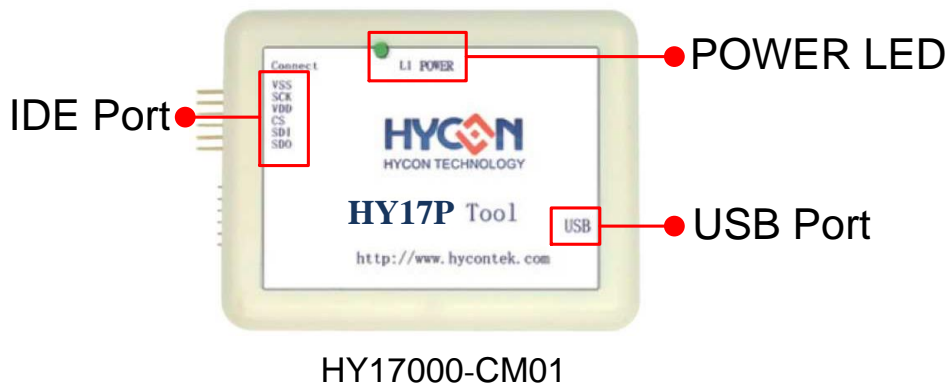 POWER LED
Connect
L1 POWER
VSS
SCK
VDD
CS
SDI
SDO
IDE Port
HYCON
HYCON TECHNOLOGY
HY17P Tool
USB
USB Port
http://www.hycontek.com
HY17000-CM01